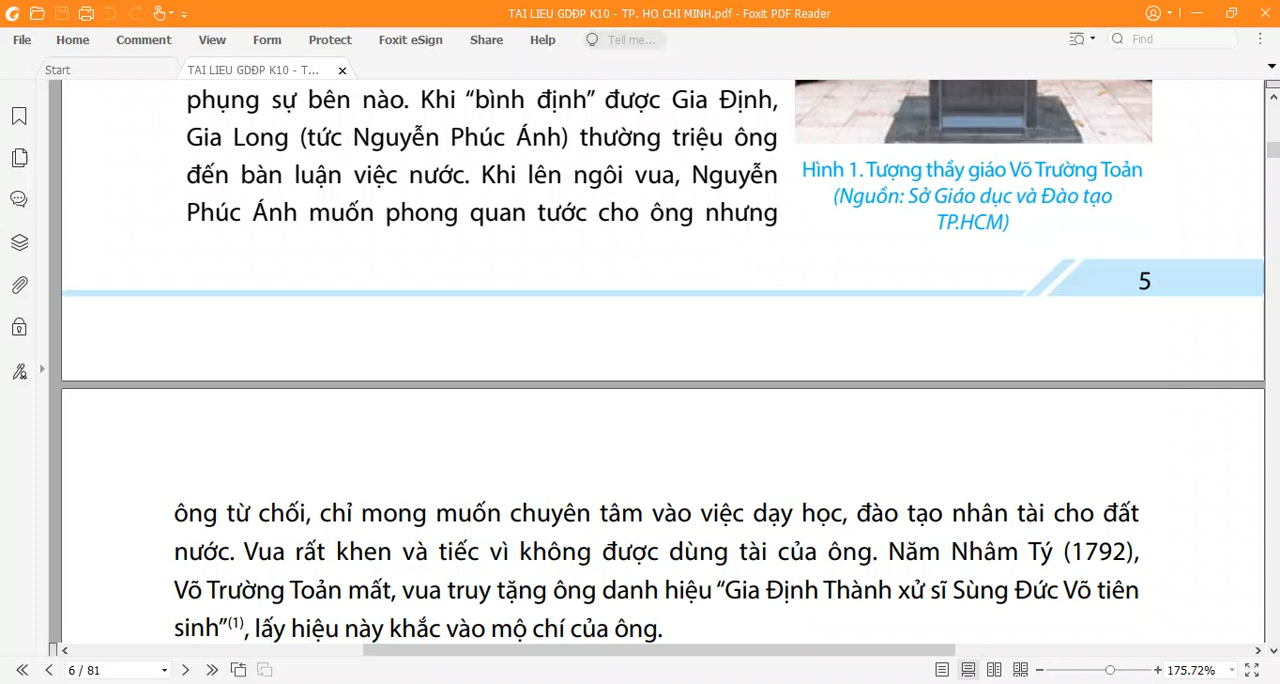 TAI LIEU GDĐP K10 - TP. HO CHI MINH.pdf - Foxit PDF Reader
File Home Comment View Form Protect Foxit eSign Share Help Tell me... Find
Start TAI LIEU GDĐP K10 - T...
phụng sự bên nào. Khi “bình định” được Gia Định,
Gia Long (tức Nguyễn Phúc Ánh) thường triệu ông
đến bàn luận việc nước. Khi lên ngôi vua, Nguyễn
Phúc Ánh muốn phong quan tước cho ông nhưng
Hình 1. Tượng thầy giáo Võ Trường Toản
(Nguồn: Sở Giáo dục và Đào tạo
TP.HCM)
5
ông từ chối, chỉ mong muốn chuyên tâm vào việc dạy học, đào tạo nhân tài cho đất
nước. Vua rất khen và tiếc vì không được dùng tài của ông. Năm Nhâm Tý (1792),
Võ Trường Toản mất, vua truy tặng ông danh hiệu “Gia Định Thành xử sĩ Sùng Đức Võ tiên
sinh”(1), lấy hiệu này khắc vào mộ chí của ông.
6 / 81 175.72%